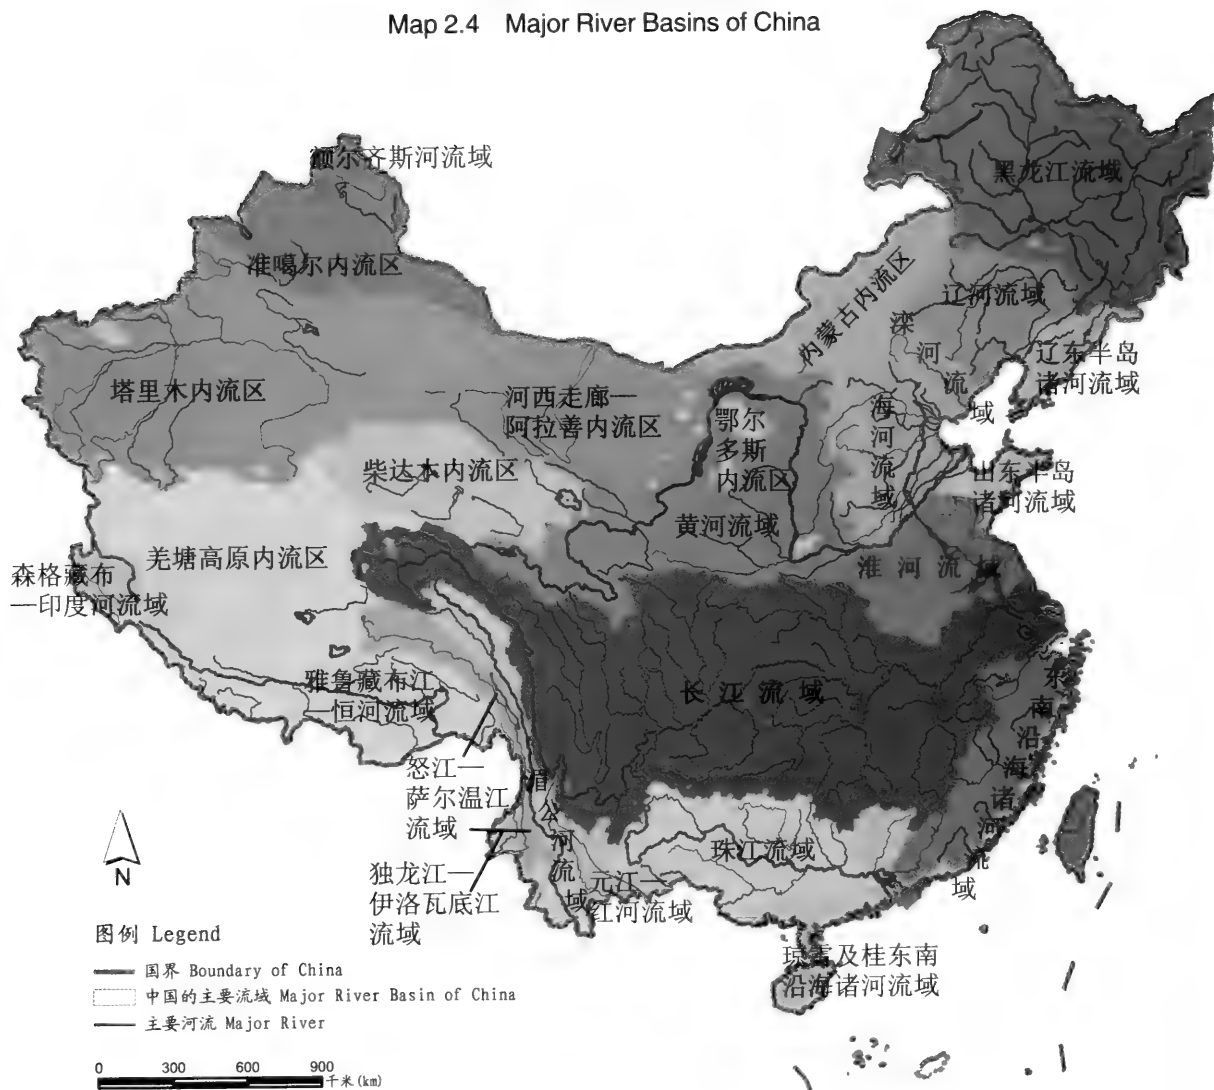 Map 2.4 Major River Basins of China
额尔齐斯河流域
黑龙江流域
准噶尔内流区
内蒙古内流区
辽河流域
滦河流域
辽东半岛
诸河流域
塔里木内流区
河西走廊—
阿拉善内流区
鄂尔
多斯
内流区
海河流域
柴达木内流区
山东半岛
诸河流域
黄河流域
羌塘高原内流区
淮河流域
森格藏布
—印度河流域
雅鲁藏布江
—恒河流域
长江流域
东南沿海诸河流域
怒江—
萨尔温江
流域
湄公河流域
珠江流域
独龙江—
伊洛瓦底江
流域
元江—
红河流域
琼雷及桂东南
沿海诸河流域
N
图例 Legend
国界 Boundary of China
中国的主要流域 Major River Basin of China
主要河流 Major River
0 300 600 900
千米(km)